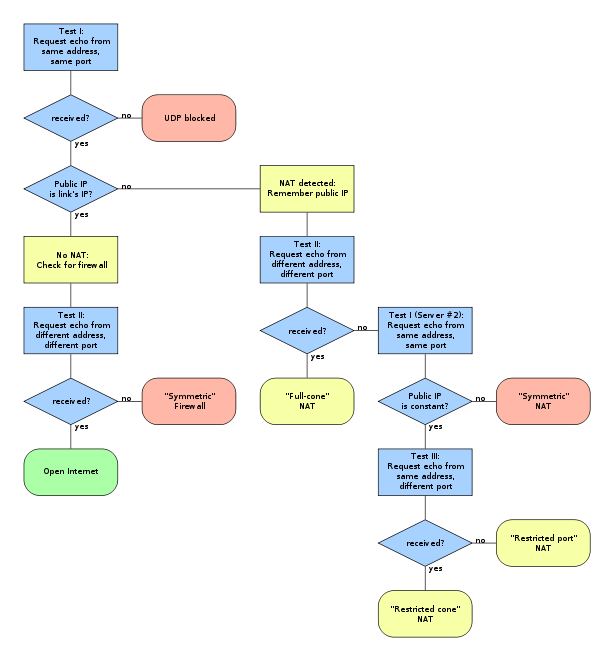 Test I:
Request echo from
same address,
same port
received?
no
UDP blocked
yes
Public IP
is link's IP?
no
NAT detected:
Remember public IP
yes
No NAT:
Check for firewall
Test II:
Request echo from
different address,
different port
Test II:
Request echo from
different address,
different port
received?
no
Test I (Server #2):
Request echo from
same address,
same port
yes
received?
no
"Symmetric"
Firewall
"Full-cone"
NAT
Public IP
is constant?
no
"Symmetric"
NAT
yes
yes
Open Internet
Test III:
Request echo from
same address,
different port
received?
no
"Restricted port"
NAT
yes
"Restricted cone"
NAT